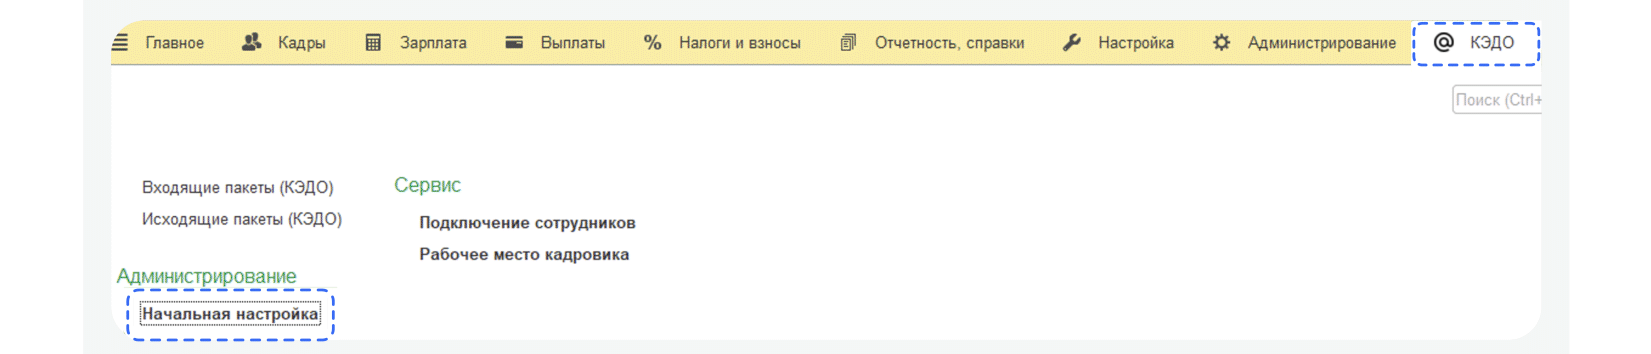 Главное Кадры Зарплата Выплаты % Налоги и взносы Отчетность, справки Настройка Администрирование @ КЭДО
Поиск (Ctrl+
Входящие пакеты (КЭДО)
Исходящие пакеты (КЭДО)
Администрирование
Начальная настройка
Сервис
Подключение сотрудников
Рабочее место кадровика